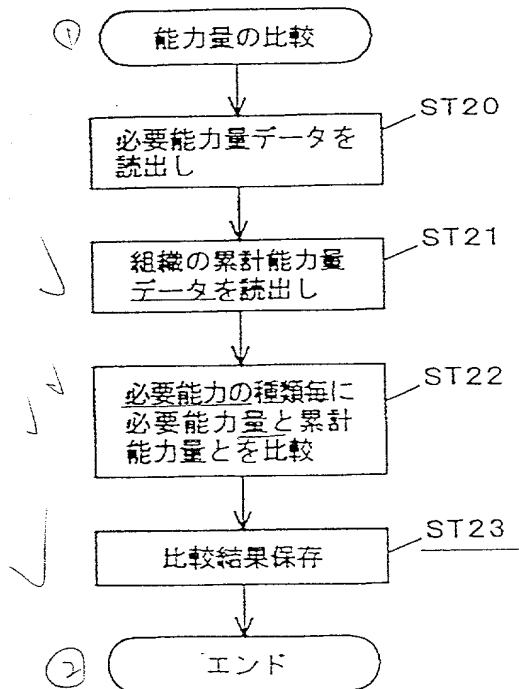 ①
能力量の比較
ST20
必要能力量データを
読出し
ST21
組織の累計能力量
データを読出し
ST22
必要能力の種類毎に
必要能力量と累計
能力量とを比較
ST23
比較結果保存
②
エンド